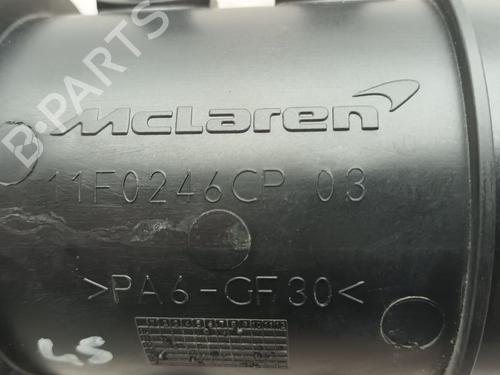 B-PARTS
McLaren
11F0246CP 03
>PA6-GF30<